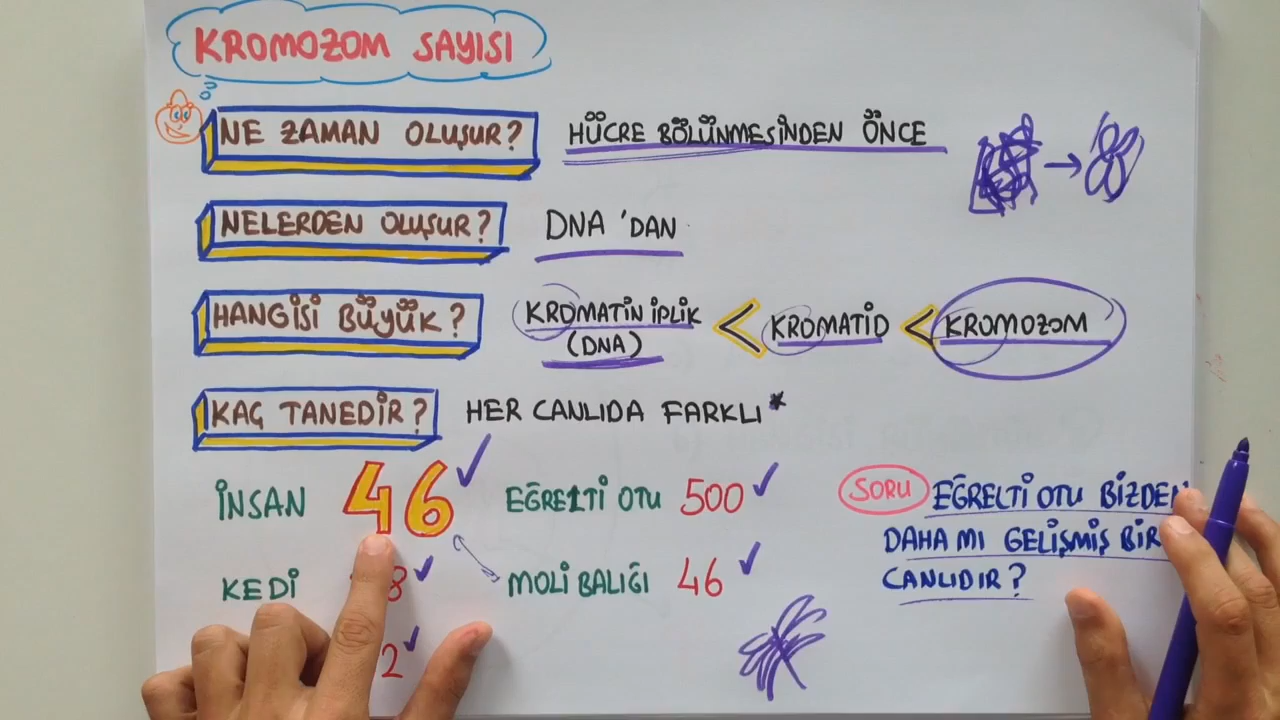 KROMOZOM SAYISI
NE ZAMAN OLUŞUR? HÜCRE BÖLÜNMESİNDEN ÖNCE
NELERDEN OLUŞUR? DNA 'DAN
HANGİSİ BÜYÜK? KROMATİN İPLİK (DNA) < KROMATİD < KROMOZOM
KAÇ TANEDİR? HER CANLIDA FARKLI *
İNSAN 46 EĞRELTİ OTU 500
KEDİ MOLİ BALIĞI 46
SORU EĞRELTİ OTU BİZDEN
DAHA MI GELİŞMİŞ BİR
CANLIDIR?